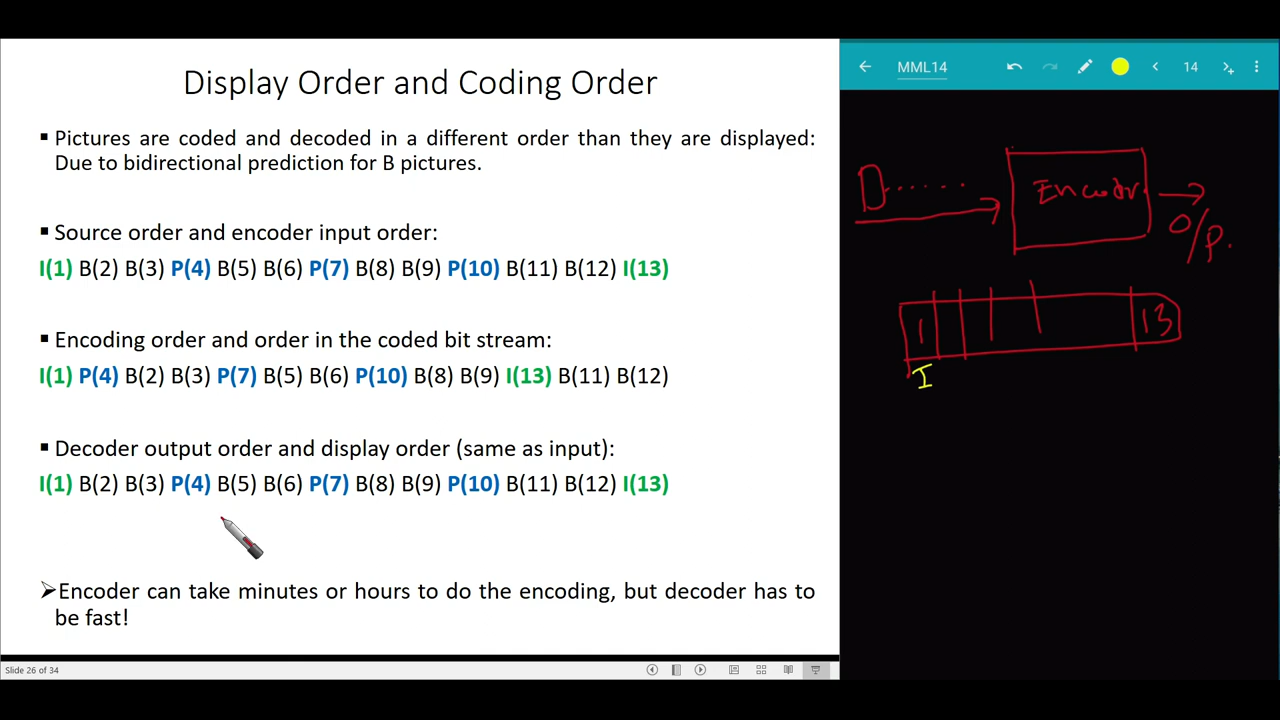 Display Order and Coding Order
▪ Pictures are coded and decoded in a different order than they are displayed:
Due to bidirectional prediction for B pictures.
▪ Source order and encoder input order:
I(1) B(2) B(3) P(4) B(5) B(6) P(7) B(8) B(9) P(10) B(11) B(12) I(13)
▪ Encoding order and order in the coded bit stream:
I(1) P(4) B(2) B(3) P(7) B(5) B(6) P(10) B(8) B(9) I(13) B(11) B(12)
▪ Decoder output order and display order (same as input):
I(1) B(2) B(3) P(4) B(5) B(6) P(7) B(8) B(9) P(10) B(11) B(12) I(13)
➢ Encoder can take minutes or hours to do the encoding, but decoder has to
be fast!
Slide 26 of 34
MML14
14
Encodr.
O/P.
1 13
I